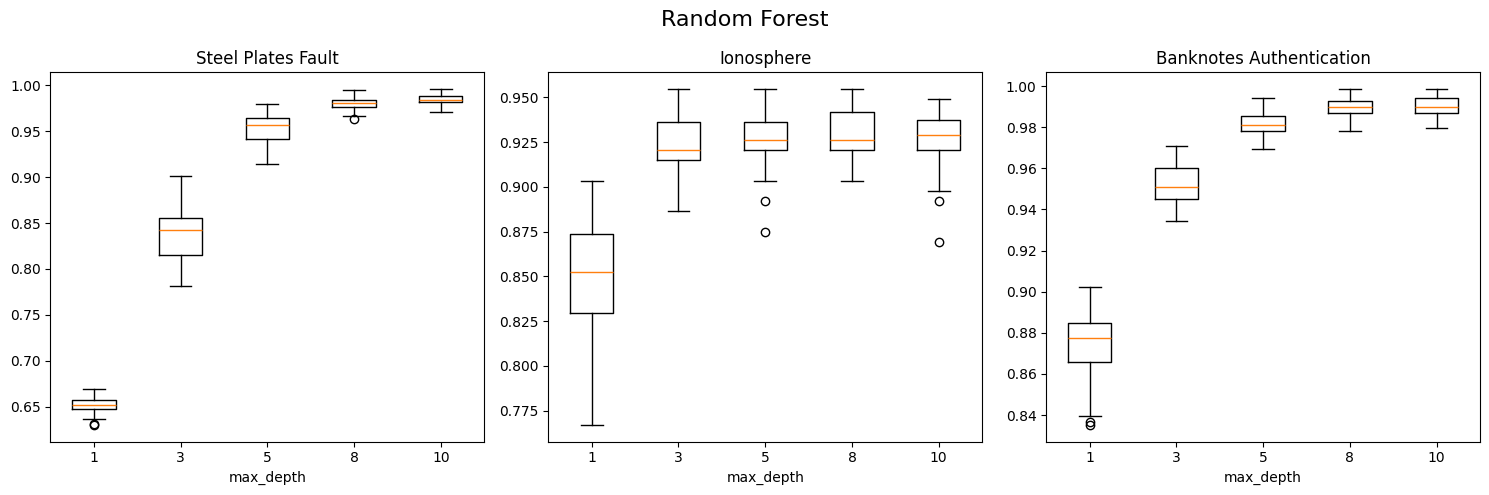 Random Forest
Steel Plates Fault
1.00
0.95
0.90
0.85
0.80
0.75
0.70
0.65
1 3 5 8 10
max_depth
Ionosphere
0.950
0.925
0.900
0.875
0.850
0.825
0.800
0.775
1 3 5 8 10
max_depth
Banknotes Authentication
1.00
0.98
0.96
0.94
0.92
0.90
0.88
0.86
0.84
1 3 5 8 10
max_depth